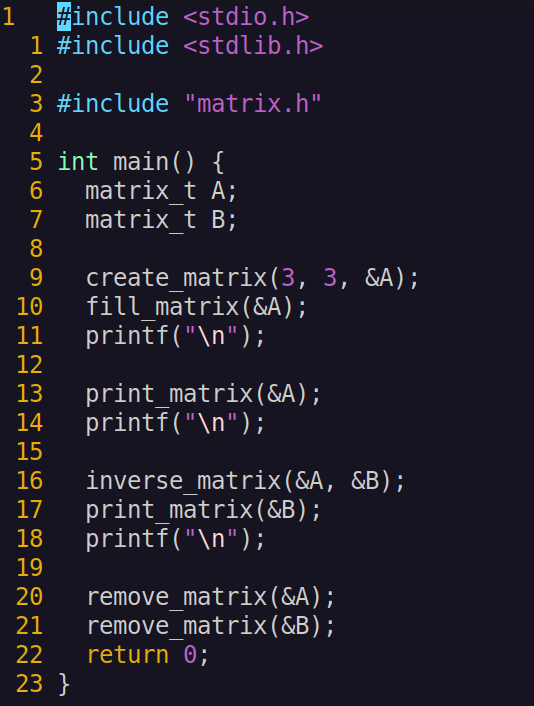 1   #include <stdio.h>
  1 #include <stdlib.h>
  2
  3 #include "matrix.h"
  4
  5 int main() {
  6   matrix_t A;
  7   matrix_t B;
  8
  9   create_matrix(3, 3, &A);
 10   fill_matrix(&A);
 11   printf("\n");
 12
 13   print_matrix(&A);
 14   printf("\n");
 15
 16   inverse_matrix(&A, &B);
 17   print_matrix(&B);
 18   printf("\n");
 19
 20   remove_matrix(&A);
 21   remove_matrix(&B);
 22   return 0;
 23 }